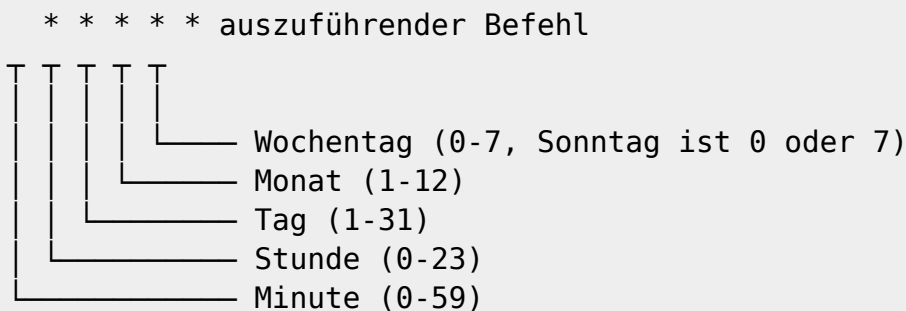 * * * * * auszuführender Befehl
┬ ┬ ┬ ┬ ┬
│ │ │ │ │
│ │ │ │ └──── Wochentag (0-7, Sonntag ist 0 oder 7)
│ │ │ └────── Monat (1-12)
│ │ └──────── Tag (1-31)
│ └────────── Stunde (0-23)
└──────────── Minute (0-59)